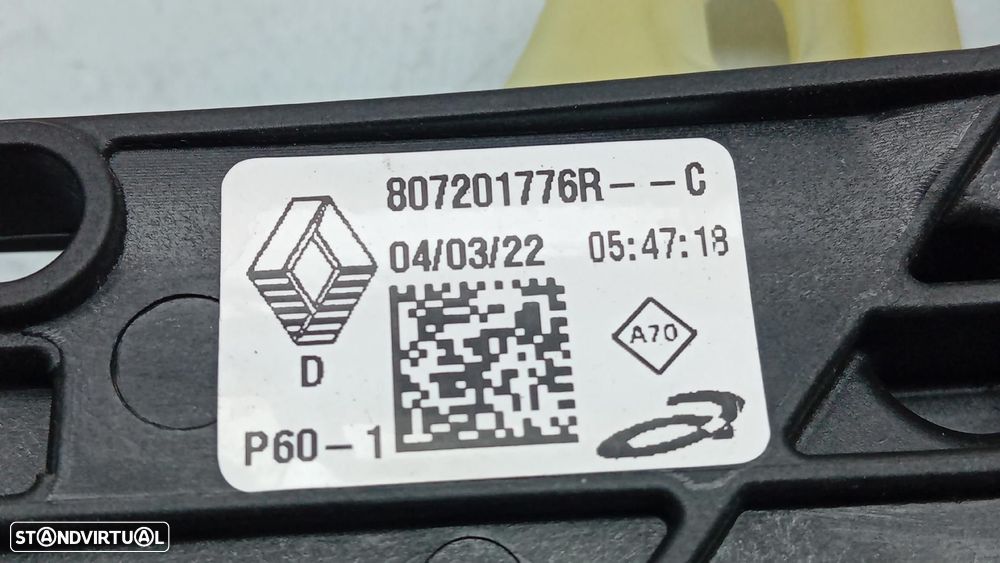 807201776R--C
04/03/22 05:47:18
A70
D
P60-1
STANDVIRTUAL